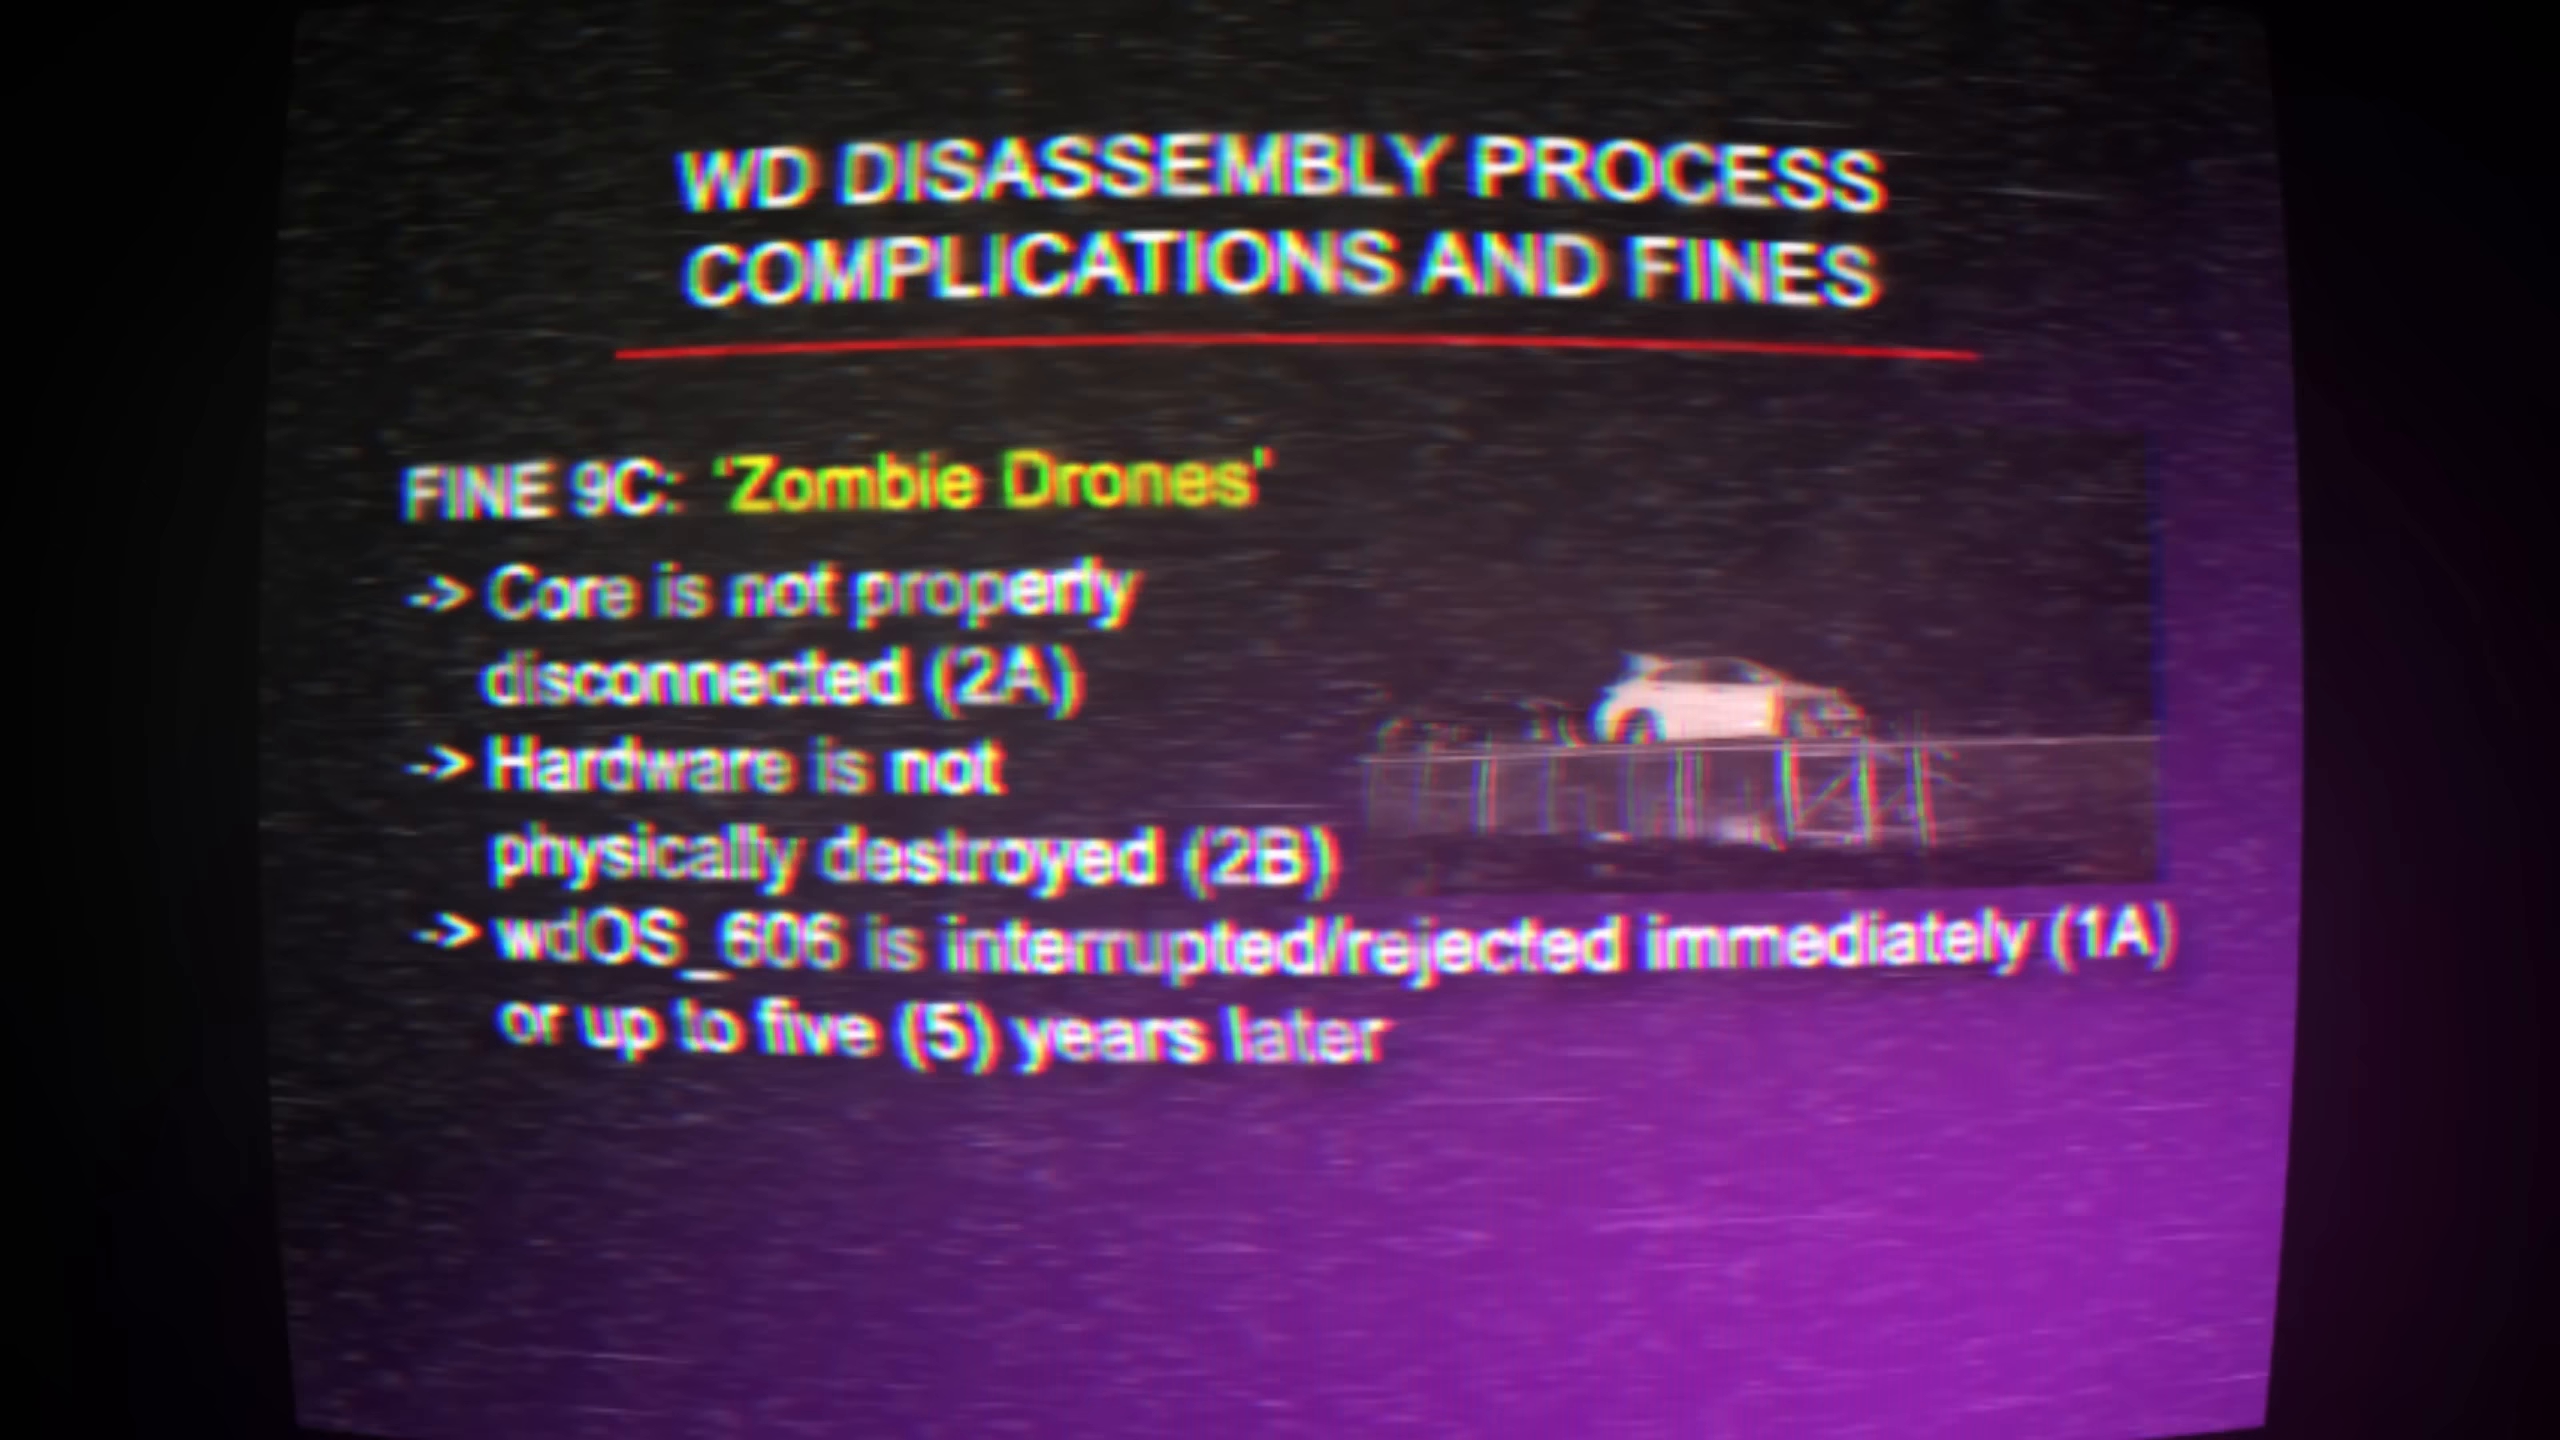 WD DISASSEMBLY PROCESS
COMPLICATIONS AND FINES
FINE 9C: 'Zombie Drones'
-> Core is not properly
disconnected (2A)
-> Hardware is not
physically destroyed (2B)
-> wdOS_606 is interrupted/rejected immediately (1A)
or up to five (5) years later